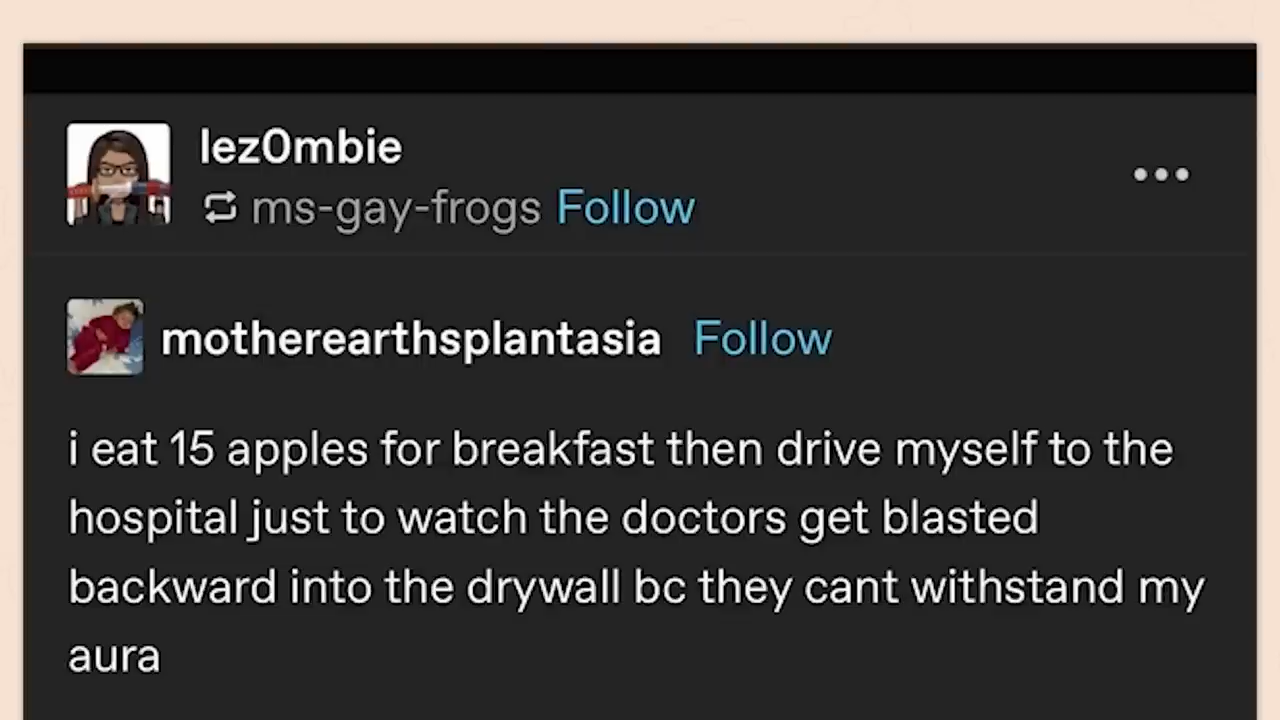 lez0mbie
ms-gay-frogs Follow
motherearthsplantasia Follow
i eat 15 apples for breakfast then drive myself to the
hospital just to watch the doctors get blasted
backward into the drywall bc they cant withstand my
aura